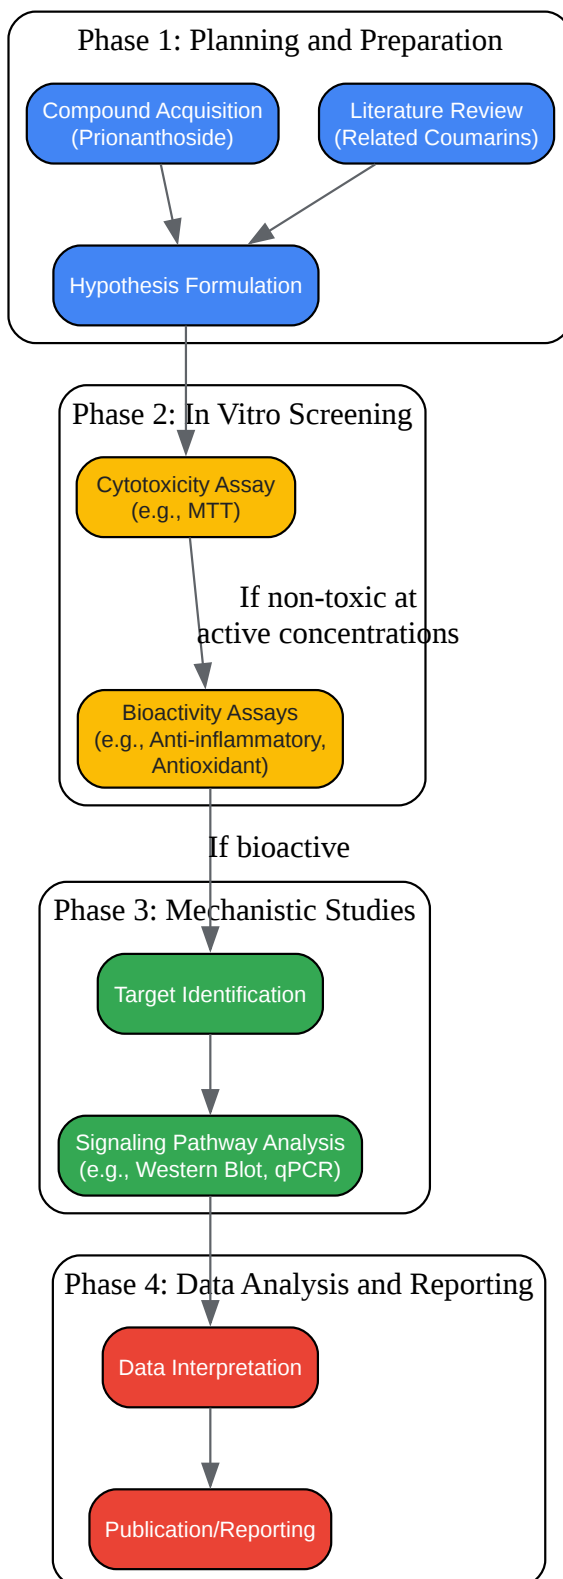 Phase 1: Planning and Preparation
Compound Acquisition
(Prionanthoside)
Literature Review
(Related Coumarins)
Hypothesis Formulation
Phase 2: In Vitro Screening
Cytotoxicity Assay
(e.g., MTT)
If non-toxic at
active concentrations
Bioactivity Assays
(e.g., Anti-inflammatory,
Antioxidant)
If bioactive
Phase 3: Mechanistic Studies
Target Identification
Signaling Pathway Analysis
(e.g., Western Blot, qPCR)
Phase 4: Data Analysis and Reporting
Data Interpretation
Publication/Reporting